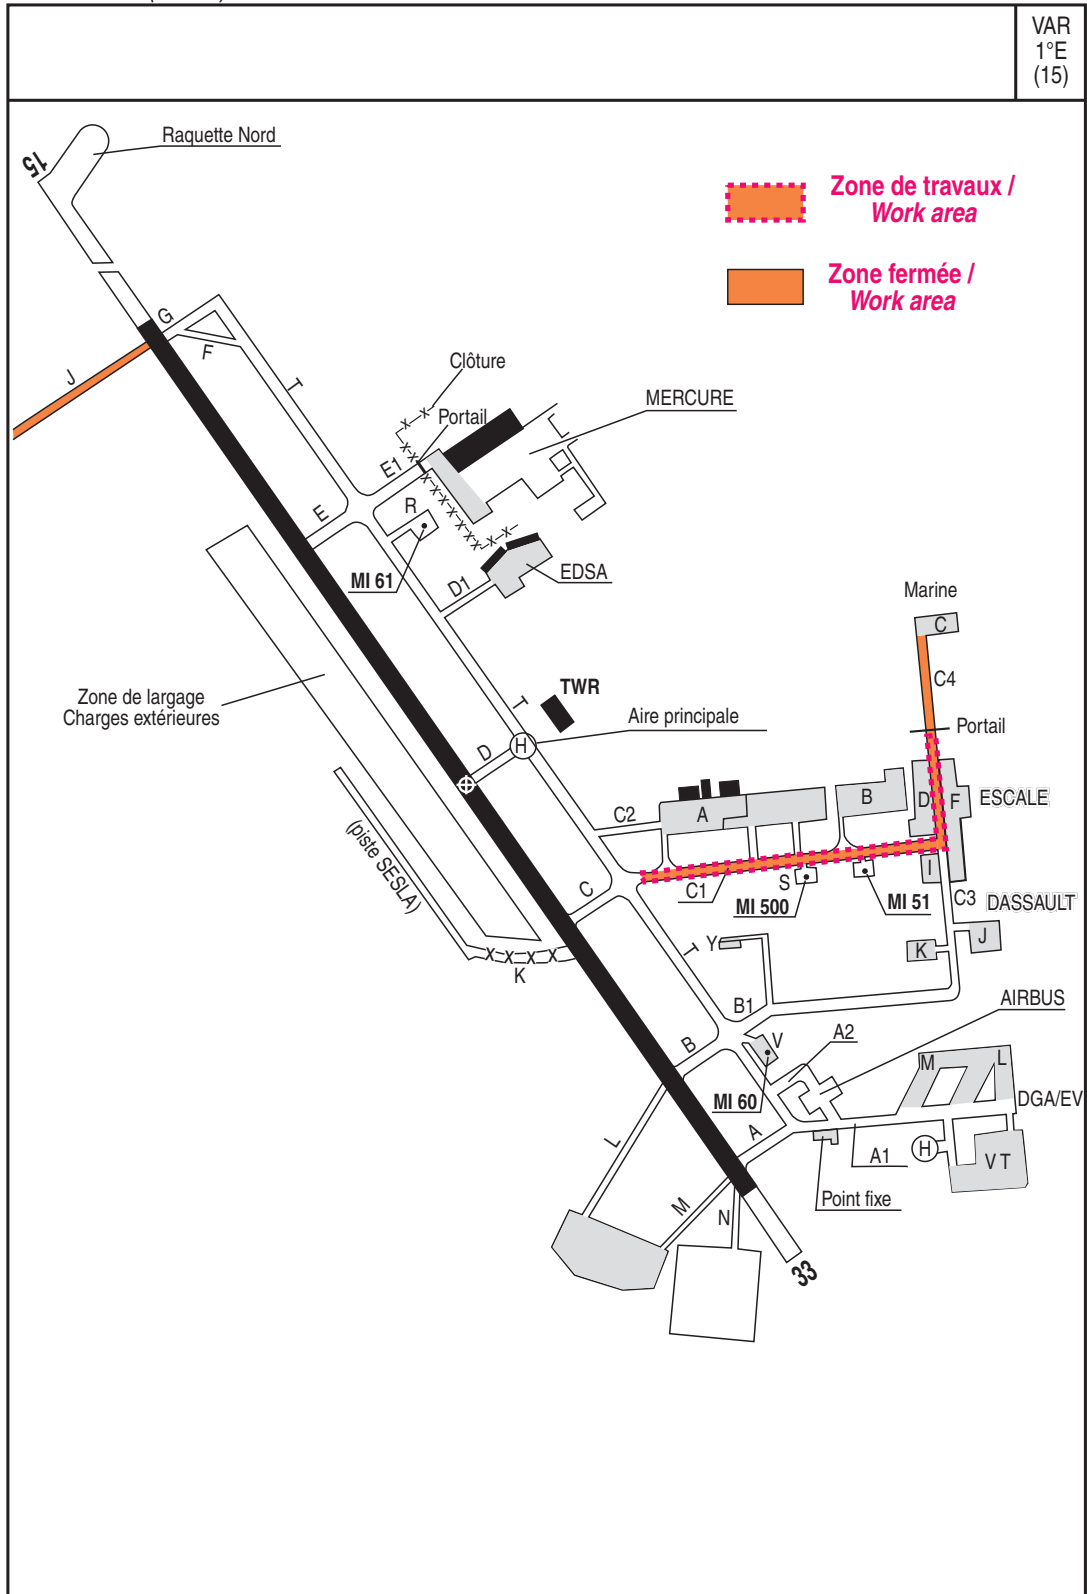 VAR
1°E
(15)
15
Raquette Nord
Zone de travaux /
Work area
Zone fermée /
Work area
G
F
J
T
Clôture
Portail
MERCURE
E1
E
R
MI 61
D1
EDSA
Marine
C
C4
Portail
Zone de largage
Charges extérieures
T
TWR
Aire principale
D
H
C2
A
B
D
F
ESCALE
(piste SESLA)
C
C1
S
MI 500
MI 51
I
C3
DASSAULT
K
T
Y
K
J
B1
AIRBUS
B
V
A2
MI 60
M
L
DGA/EV
L
A
A1
H
V T
Point fixe
M
N
33